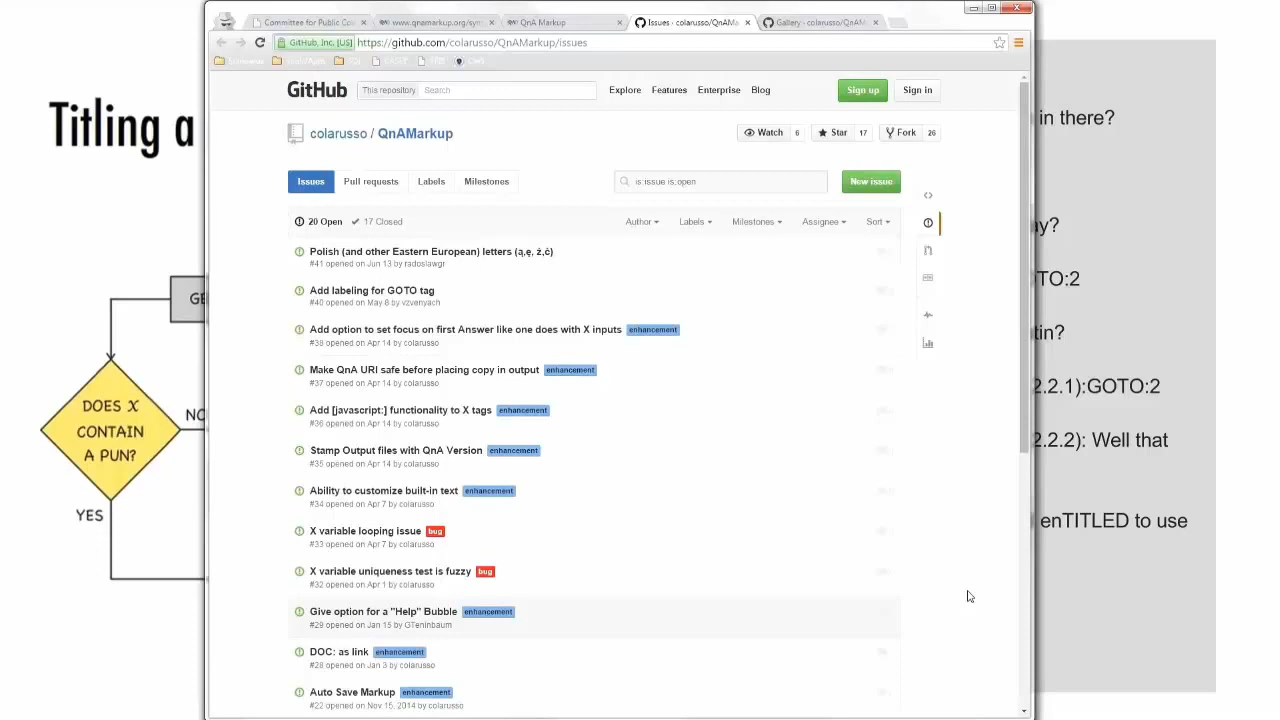 Committee for Public Co
www.qnamarkup.org/syn
QnA Markup
Issues · colarusso/QnAMa
Gallery · colarusso/QnAM
GitHub, Inc. [US] https://github.com/colarusso/QnAMarkup/issues
GitHub
This repository Search
Explore Features Enterprise Blog
Sign up Sign in
colarusso / QnAMarkup
Watch 6 Star 17 Fork 26
Issues Pull requests Labels Milestones
is:issue is:open
New issue
20 Open 17 Closed
Author Labels Milestones Assignee Sort
Polish (and other Eastern European) letters (ą,ę, ż,ć)
#41 opened on Jun 13 by radoslawgr
Add labeling for GOTO tag
#40 opened on May 8 by vzvenyach
Add option to set focus on first Answer like one does with X inputs enhancement
#38 opened on Apr 14 by colarusso
Make QnA URI safe before placing copy in output enhancement
#37 opened on Apr 14 by colarusso
Add [javascript:] functionality to X tags enhancement
#36 opened on Apr 14 by colarusso
Stamp Output files with QnA Version enhancement
#35 opened on Apr 14 by colarusso
Ability to customize built-in text enhancement
#34 opened on Apr 7 by colarusso
X variable looping issue bug
#33 opened on Apr 7 by colarusso
X variable uniqueness test is fuzzy bug
#32 opened on Apr 1 by colarusso
Give option for a "Help" Bubble enhancement
#29 opened on Jan 15 by GTeninbaum
DOC: as link enhancement
#28 opened on Jan 3 by colarusso
Auto Save Markup enhancement
#22 opened on Nov 15, 2014 by colarusso
Titling a
GE
DOES X
CONTAIN
A PUN?
NO
YES
in there?
y?
OTO:2
tin?
2.2.1):GOTO:2
2.2.2): Well that
enTITLED to use